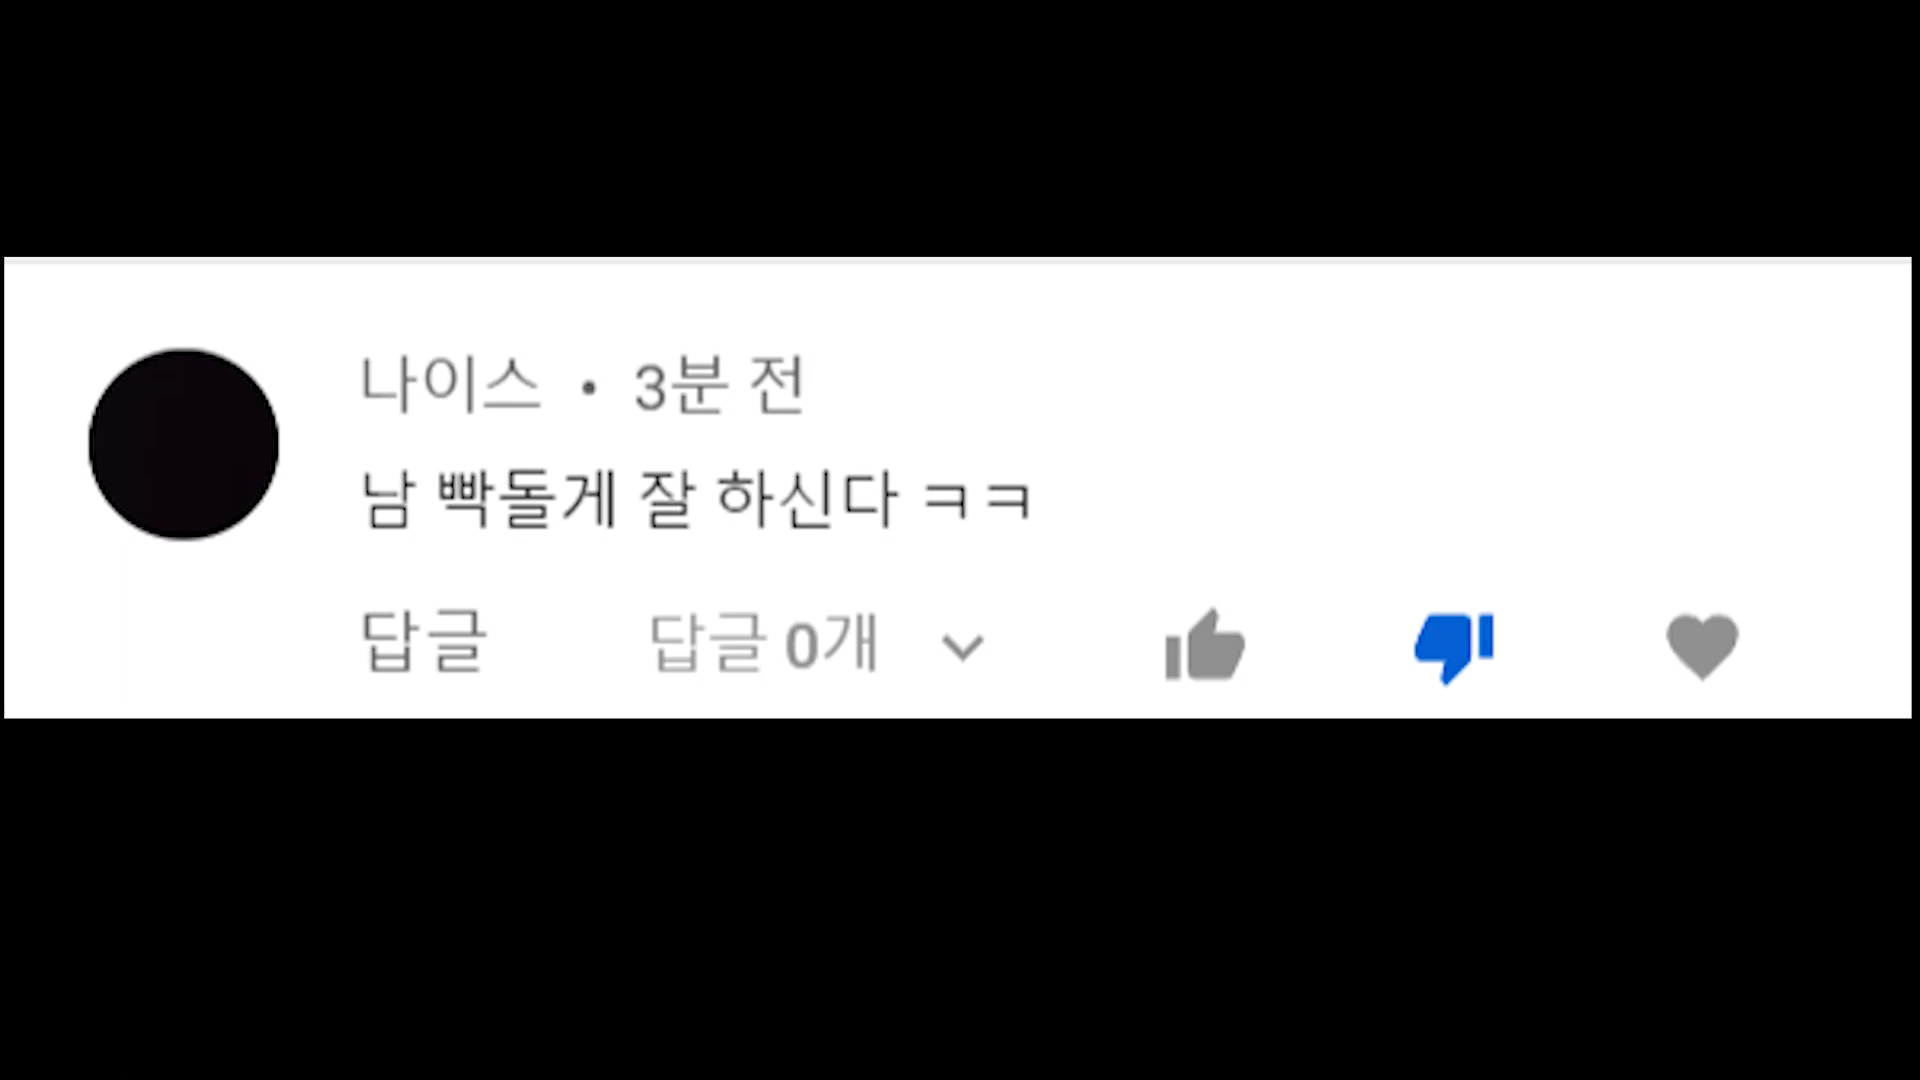 나이스 • 3분 전
남 빡돌게 잘 하신다 ㅋㅋ
답글 답글 0개